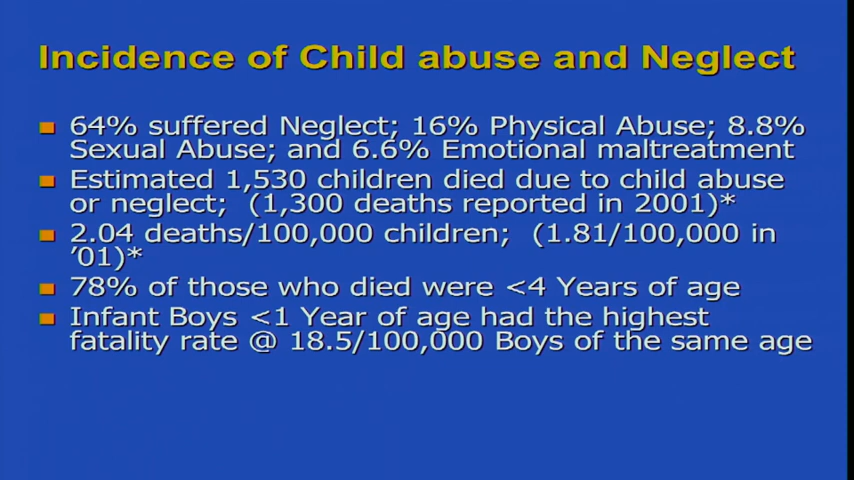 Incidence of Child abuse and Neglect
64% suffered Neglect; 16% Physical Abuse; 8.8%
Sexual Abuse; and 6.6% Emotional maltreatment
Estimated 1,530 children died due to child abuse
or neglect; (1,300 deaths reported in 2001)*
2.04 deaths/100,000 children; (1.81/100,000 in
’01)*
78% of those who died were <4 Years of age
Infant Boys <1 Year of age had the highest
fatality rate @ 18.5/100,000 Boys of the same age